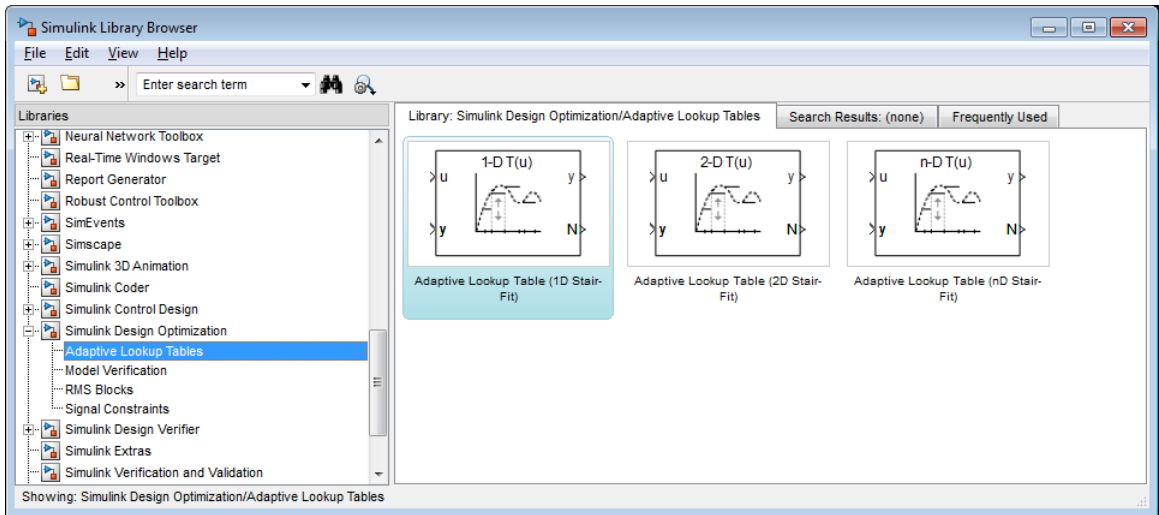 Simulink Library Browser
File Edit View Help
» Enter search term
Libraries
Neural Network Toolbox
Real-Time Windows Target
Report Generator
Robust Control Toolbox
SimEvents
Simscape
Simulink 3D Animation
Simulink Coder
Simulink Control Design
Simulink Design Optimization
Adaptive Lookup Tables
Model Verification
RMS Blocks
Signal Constraints
Simulink Design Verifier
Simulink Extras
Simulink Verification and Validation
Library: Simulink Design Optimization/Adaptive Lookup Tables Search Results: (none) Frequently Used
1-D T(u)
u y
y N
Adaptive Lookup Table (1D Stair-
Fit)
2-D T(u)
u y
y N
Adaptive Lookup Table (2D Stair-
Fit)
n-D T(u)
u y
y N
Adaptive Lookup Table (nD Stair-
Fit)
Showing: Simulink Design Optimization/Adaptive Lookup Tables